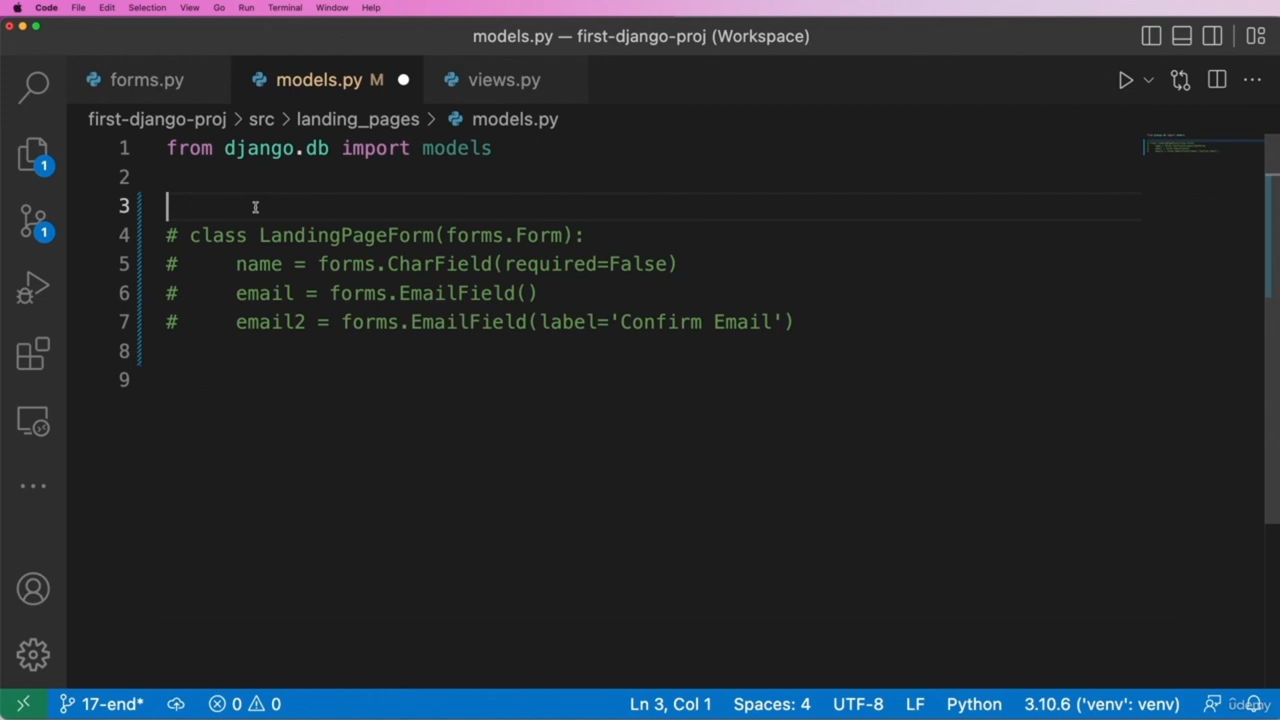 Code File Edit Selection View Go Run Terminal Window Help
models.py — first-django-proj (Workspace)
forms.py models.py M views.py
first-django-proj > src > landing_pages > models.py
1 from django.db import models
2
3
4 # class LandingPageForm(forms.Form):
5 #     name = forms.CharField(required=False)
6 #     email = forms.EmailField()
7 #     email2 = forms.EmailField(label='Confirm Email')
8
9
1
1
17-end* 0 0 Ln 3, Col 1 Spaces: 4 UTF-8 LF Python 3.10.6 ('venv': venv)
udemy